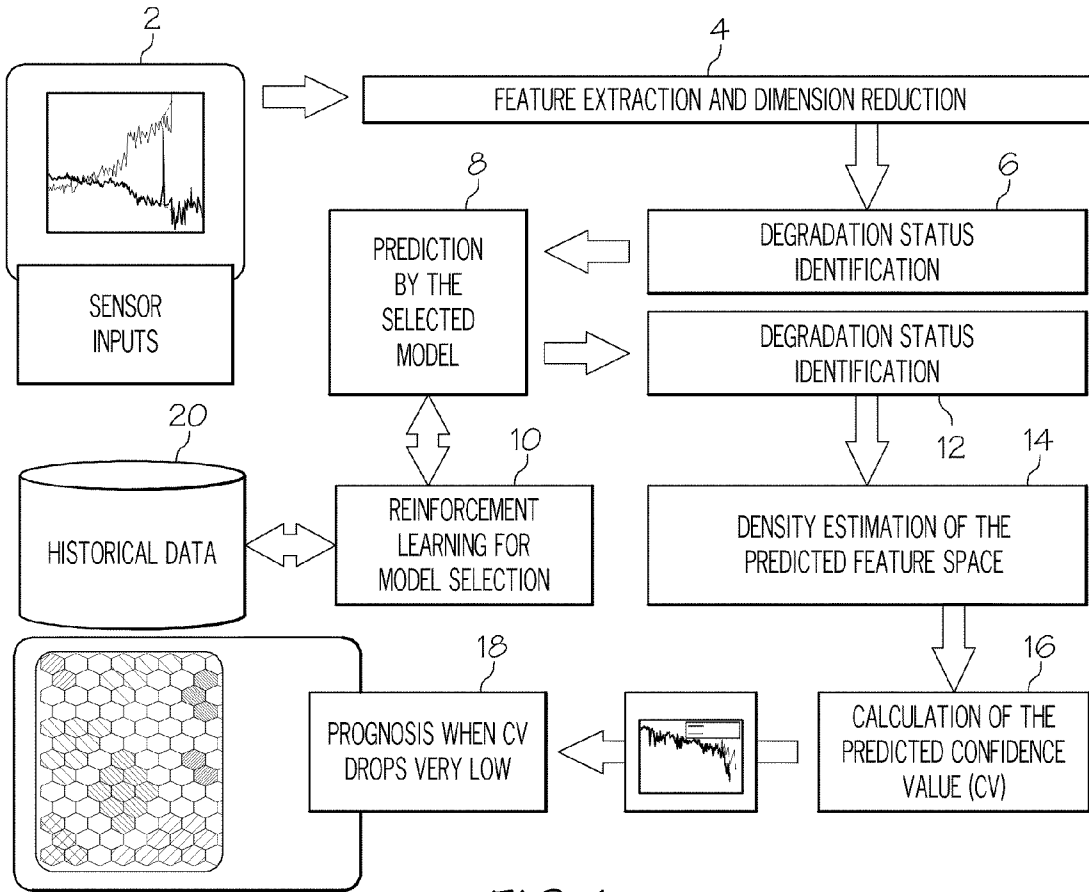 2
4
FEATURE EXTRACTION AND DIMENSION REDUCTION
8
6
PREDICTION
BY THE
SELECTED
MODEL
DEGRADATION STATUS
IDENTIFICATION
SENSOR
INPUTS
DEGRADATION STATUS
IDENTIFICATION
20
10
12
14
HISTORICAL DATA
REINFORCEMENT
LEARNING FOR
MODEL SELECTION
DENSITY ESTIMATION OF THE
PREDICTED FEATURE SPACE
18
16
PROGNOSIS WHEN CV
DROPS VERY LOW
CALCULATION OF THE
PREDICTED CONFIDENCE
VALUE (CV)